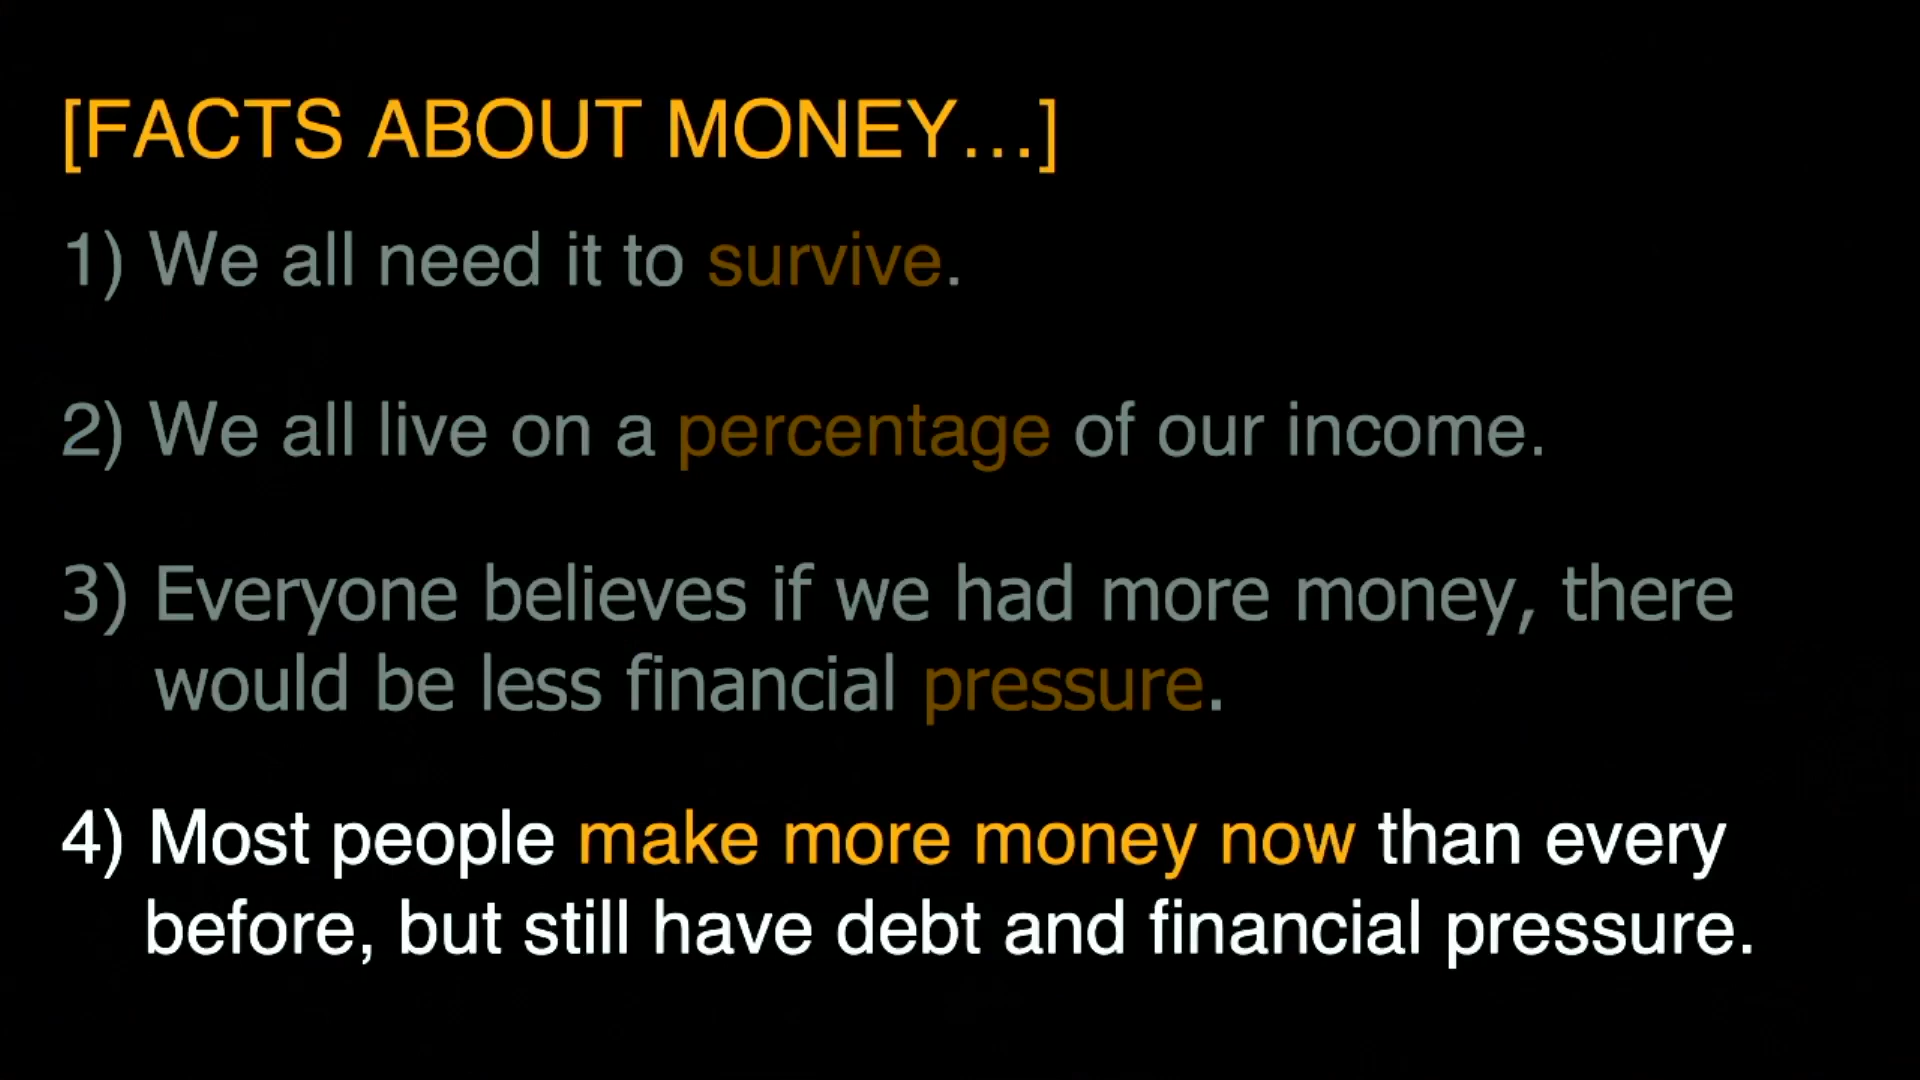 [FACTS ABOUT MONEY…]
1) We all need it to survive.
2) We all live on a percentage of our income.
3) Everyone believes if we had more money, there
would be less financial pressure.
4) Most people make more money now than every
before, but still have debt and financial pressure.